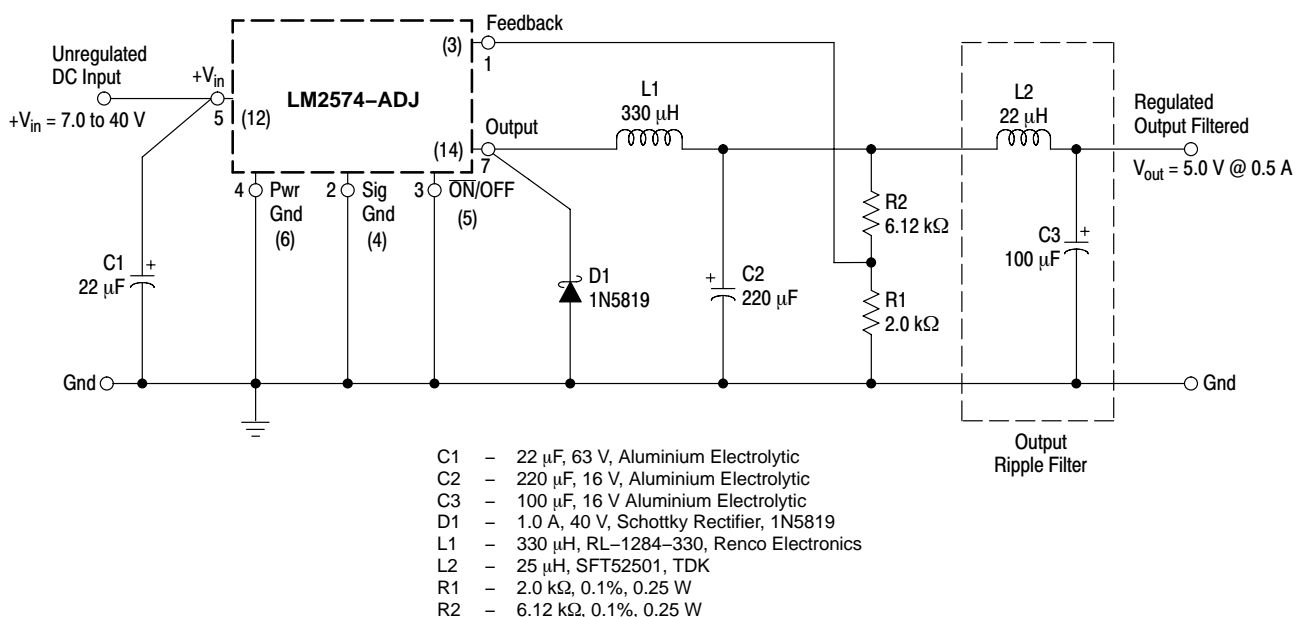 Feedback
Unregulated
DC Input
+Vin
(3)
1
LM2574–ADJ
+Vin = 7.0 to 40 V
5
(12)
(14)
Output
7
L1
330 μH
L2
22 μH
Regulated
Output Filtered
Vout = 5.0 V @ 0.5 A
4
Pwr
Gnd
(6)
2
Sig
Gnd
(4)
3
O̅N̅/OFF
(5)
R2
6.12 kΩ
C1
22 μF
+
D1
1N5819
+
C2
220 μF
R1
2.0 kΩ
C3
100 μF
+
Gnd
Gnd
Output
Ripple Filter
C1 – 22 μF, 63 V, Aluminium Electrolytic
C2 – 220 μF, 16 V, Aluminium Electrolytic
C3 – 100 μF, 16 V Aluminium Electrolytic
D1 – 1.0 A, 40 V, Schottky Rectifier, 1N5819
L1 – 330 μH, RL–1284–330, Renco Electronics
L2 – 25 μH, SFT52501, TDK
R1 – 2.0 kΩ, 0.1%, 0.25 W
R2 – 6.12 kΩ, 0.1%, 0.25 W